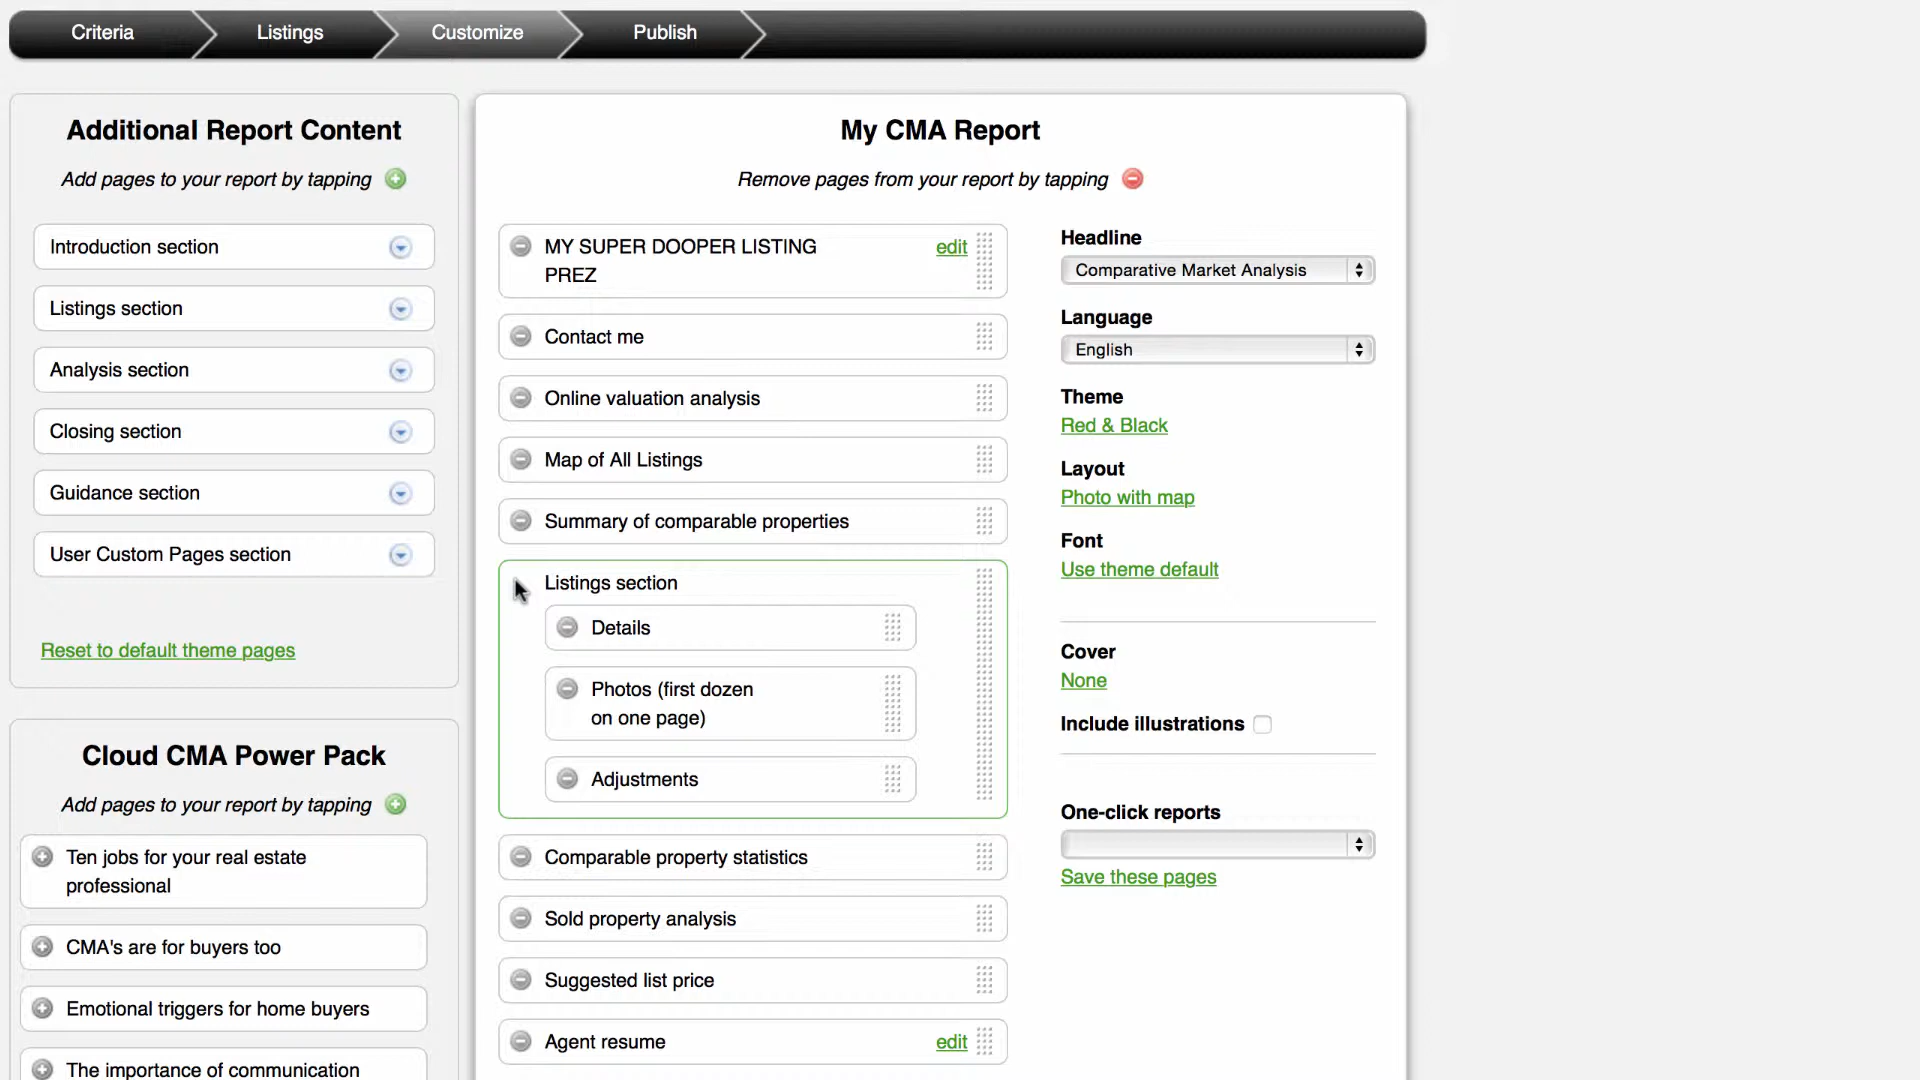 Criteria
Listings
Customize
Publish
Additional Report Content
Add pages to your report by tapping
Introduction section
Listings section
Analysis section
Closing section
Guidance section
User Custom Pages section
Reset to default theme pages
Cloud CMA Power Pack
Add pages to your report by tapping
Ten jobs for your real estate
professional
CMA's are for buyers too
Emotional triggers for home buyers
The importance of communication
My CMA Report
Remove pages from your report by tapping
MY SUPER DOOPER LISTING
PREZ
edit
Contact me
Online valuation analysis
Map of All Listings
Summary of comparable properties
Listings section
Details
Photos (first dozen
on one page)
Adjustments
Comparable property statistics
Sold property analysis
Suggested list price
Agent resume
edit
Headline
Comparative Market Analysis
Language
English
Theme
Red & Black
Layout
Photo with map
Font
Use theme default
Cover
None
Include illustrations
One-click reports
Save these pages